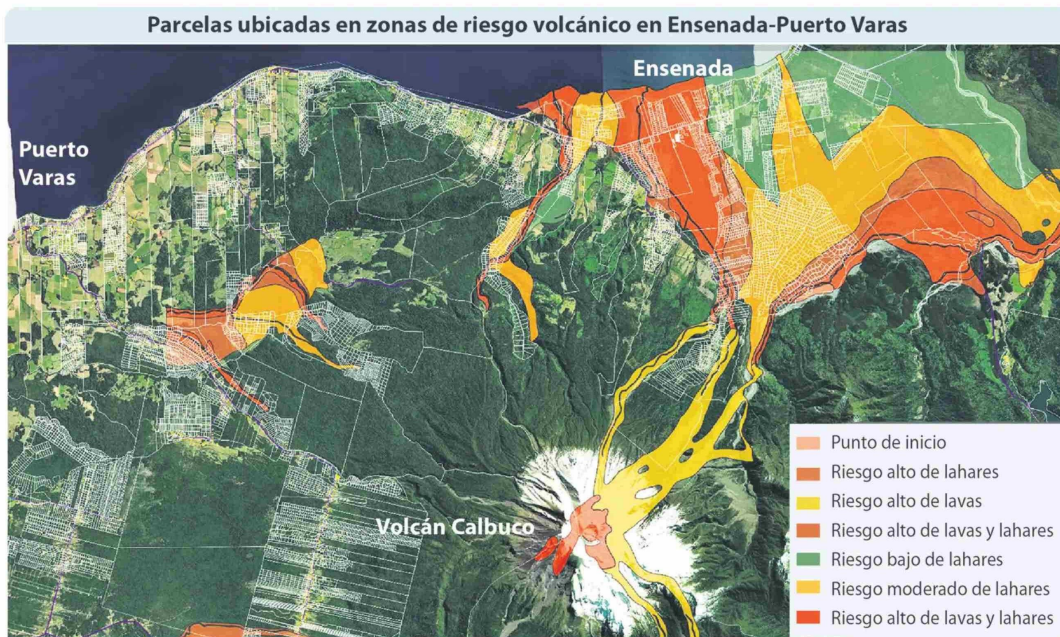 Parcelas ubicadas en zonas de riesgo volcánico en Ensenada-Puerto Varas
Ensenada
Puerto
Varas
Volcán Calbuco
Punto de inicio
Riesgo alto de lahares
Riesgo alto de lavas
Riesgo alto de lavas y lahares
Riesgo bajo de lahares
Riesgo moderado de lahares
Riesgo alto de lavas y lahares